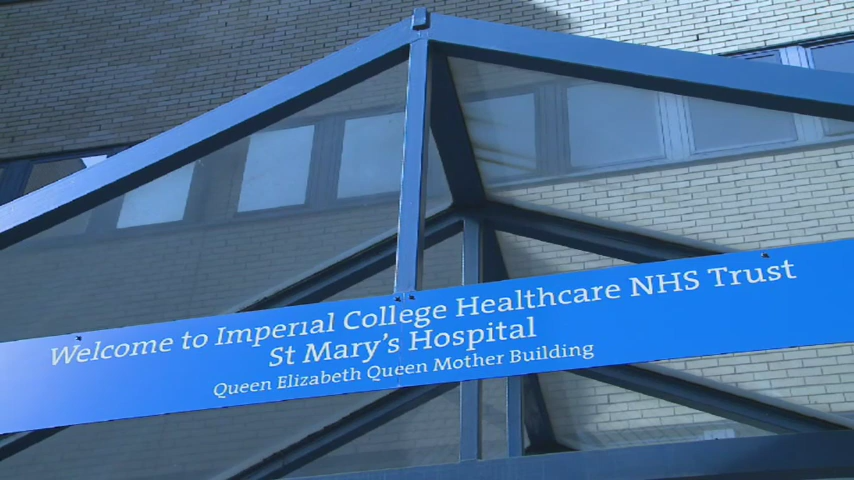 Welcome to Imperial College Healthcare NHS Trust
St Mary's Hospital
Queen Elizabeth Queen Mother Building